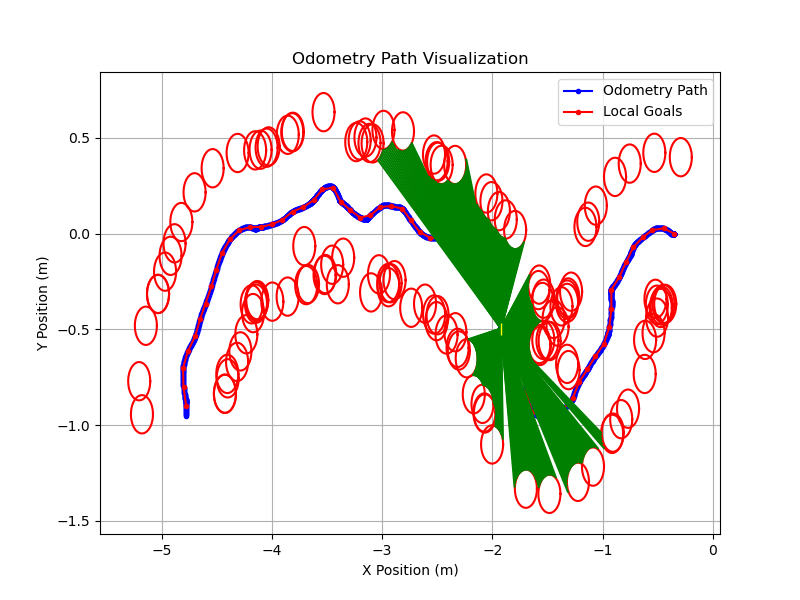 Odometry Path Visualization
Odometry Path
Local Goals
0.5
0.0
−0.5
−1.0
−1.5
Y Position (m)
−5 −4 −3 −2 −1 0
X Position (m)